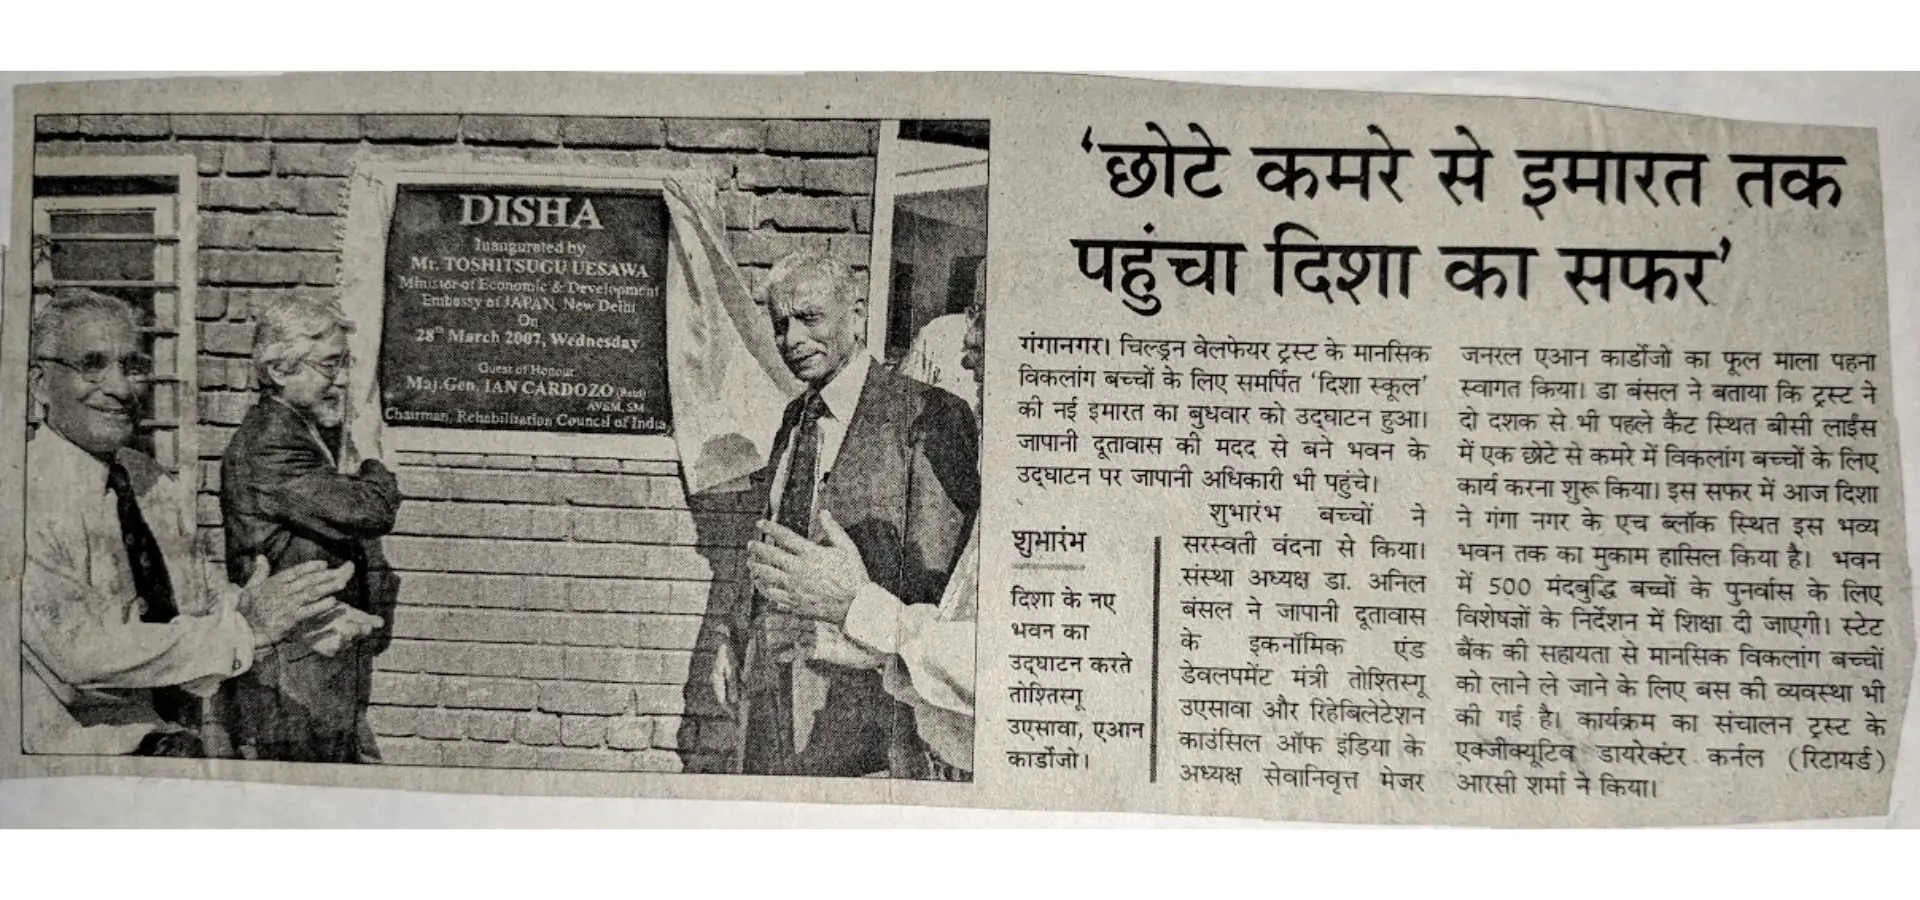 DISHA
Inaugurated by
Mr. TOSHITSUGU UESAWA
Minister of Economic & Development
Embassy of JAPAN, New Delhi
On
28th March 2007, Wednesday
Guest of Honour
Maj.Gen. IAN CARDOZO (Retd)
AVSM, SM
Chairman, Rehabilitation Council of India
‘छोटे कमरे से इमारत तक
पहुंचा दिशा का सफर’
गंगानगर। चिल्ड्रन वेलफेयर ट्रस्ट के मानसिक
विकलांग बच्चों के लिए समर्पित ‘दिशा स्कूल’
की नई इमारत का बुधवार को उद्घाटन हुआ।
जापानी दूतावास की मदद से बने भवन के
उद्घाटन पर जापानी अधिकारी भी पहुंचे।
शुभारंभ
दिशा के नए
भवन का
उद्घाटन करते
तोश्तिस्गू
उएसावा, एआन
कार्डोजो।
शुभारंभ बच्चों ने
सरस्वती वंदना से किया।
संस्था अध्यक्ष डा. अनिल
बंसल ने जापानी दूतावास
के इकनॉमिक एंड
डेवलपमेंट मंत्री तोश्तिस्गू
उएसावा और रिहेबिलेटेशन
काउंसिल ऑफ इंडिया के
अध्यक्ष सेवानिवृत्त मेजर
जनरल एआन कार्डोजो का फूल माला पहना
स्वागत किया। डा बंसल ने बताया कि ट्रस्ट ने
दो दशक से भी पहले कैंट स्थित बीसी लाईंस
में एक छोटे से कमरे में विकलांग बच्चों के लिए
कार्य करना शुरू किया। इस सफर में आज दिशा
ने गंगा नगर के एच ब्लॉक स्थित इस भव्य
भवन तक का मुकाम हासिल किया है। भवन
में 500 मंदबुद्धि बच्चों के पुनर्वास के लिए
विशेषज्ञों के निर्देशन में शिक्षा दी जाएगी। स्टेट
बैंक की सहायता से मानसिक विकलांग बच्चों
को लाने ले जाने के लिए बस की व्यवस्था भी
की गई है। कार्यक्रम का संचालन ट्रस्ट के
एक्जीक्यूटिव डायरेक्टर कर्नल (रिटायर्ड)
आरसी शर्मा ने किया।